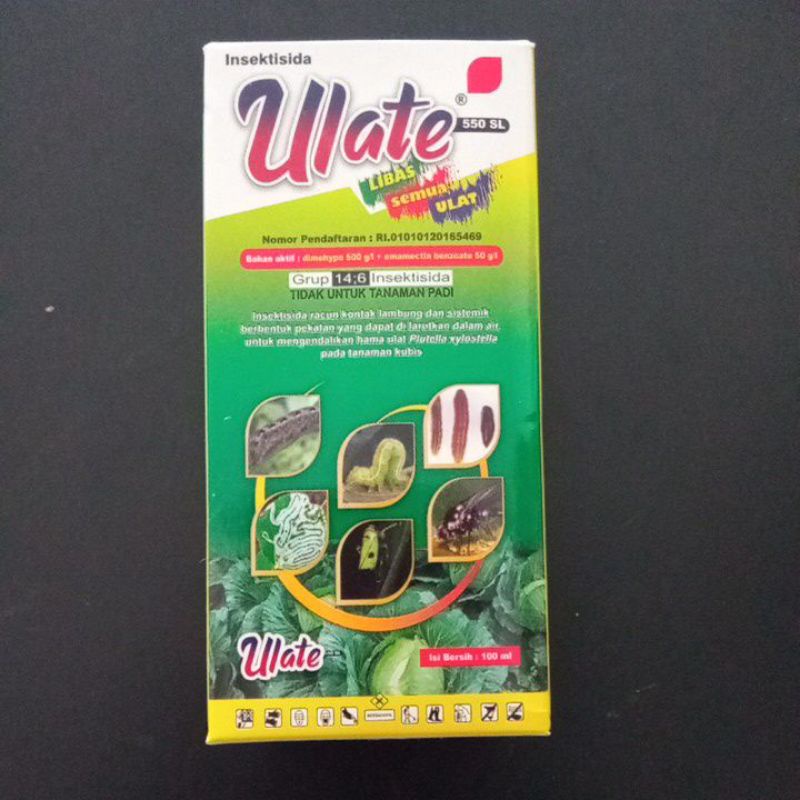 Insektisida
Ulate®
550 SL
LIBAS
semua
ULAT
Nomor Pendaftaran : RI.01010120165469
Bahan aktif : dimehypo 500 g/l + emamectin benzoate 50 g/l
Grup 14;6 Insektisida
TIDAK UNTUK TANAMAN PADI
Insektisida racun kontak lambung dan sistemik
berbentuk pekatan yang dapat di larutkan dalam air,
untuk mengendalikan hama ulat Plutella xylostella
pada tanaman kubis
Ulate
Isi Bersih : 100 ml